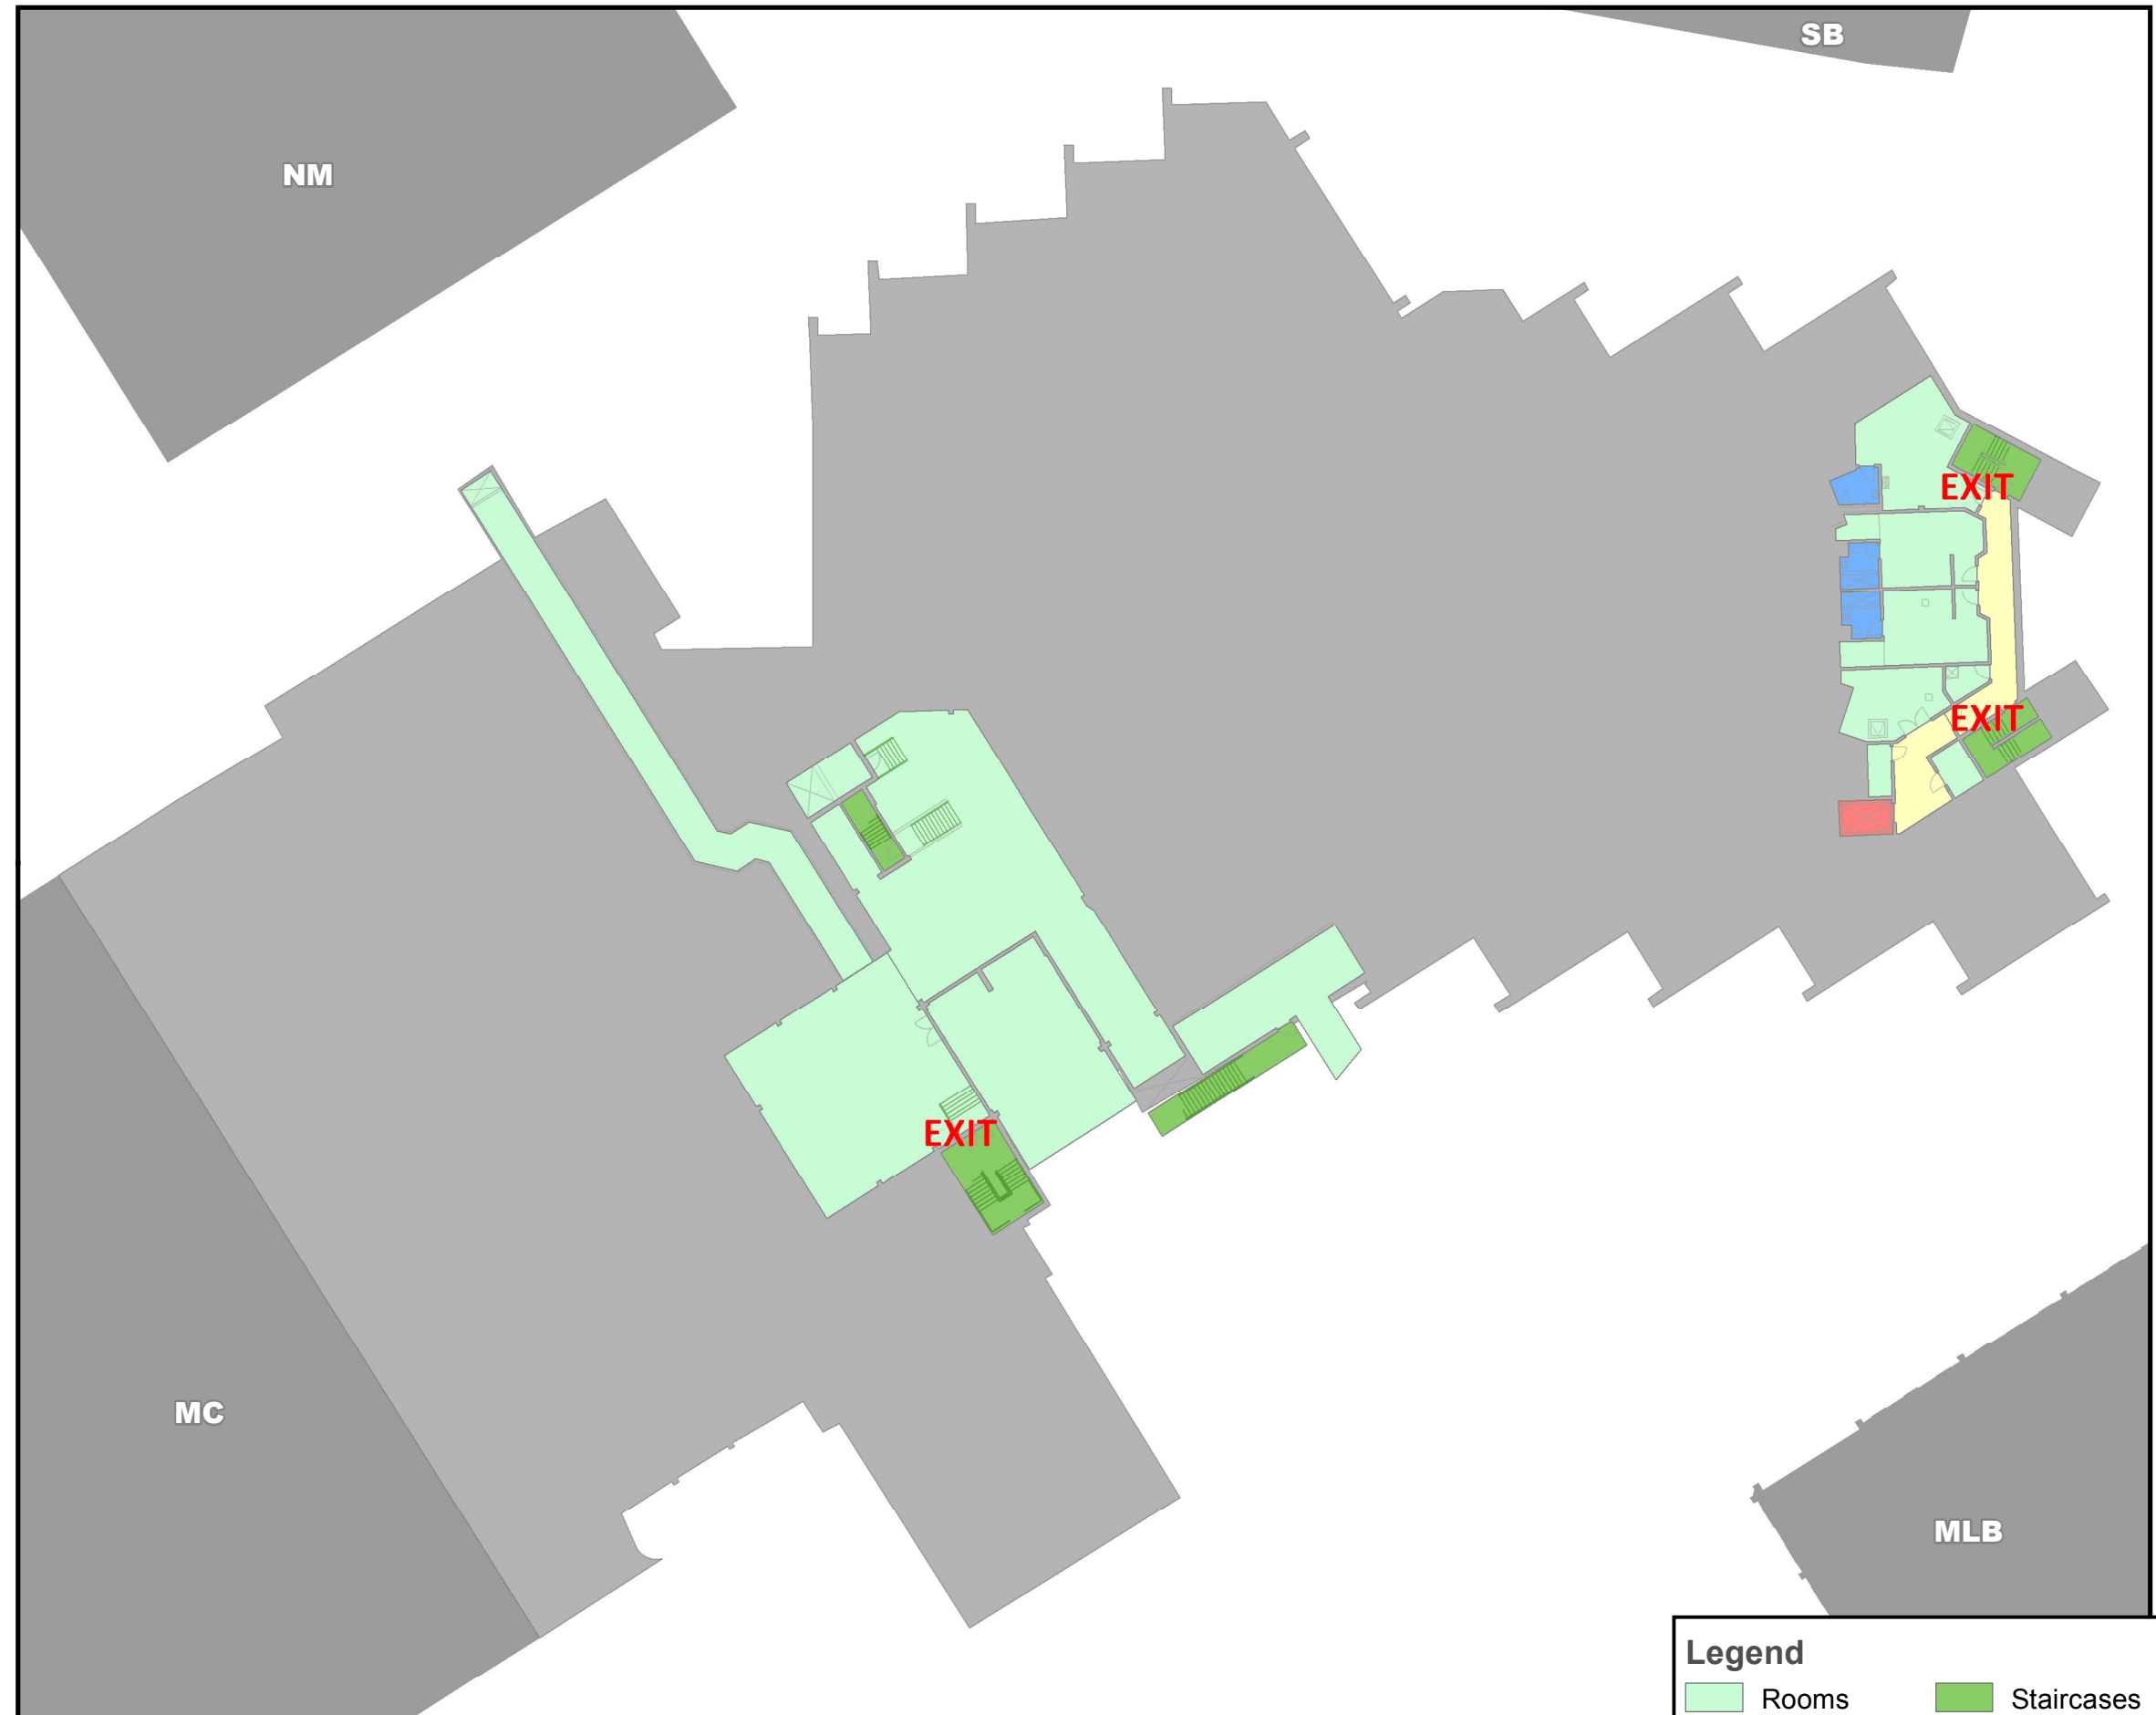 SB
NM
EXIT
EXIT
EXIT
MC
MLB
Legend
Rooms
Staircases